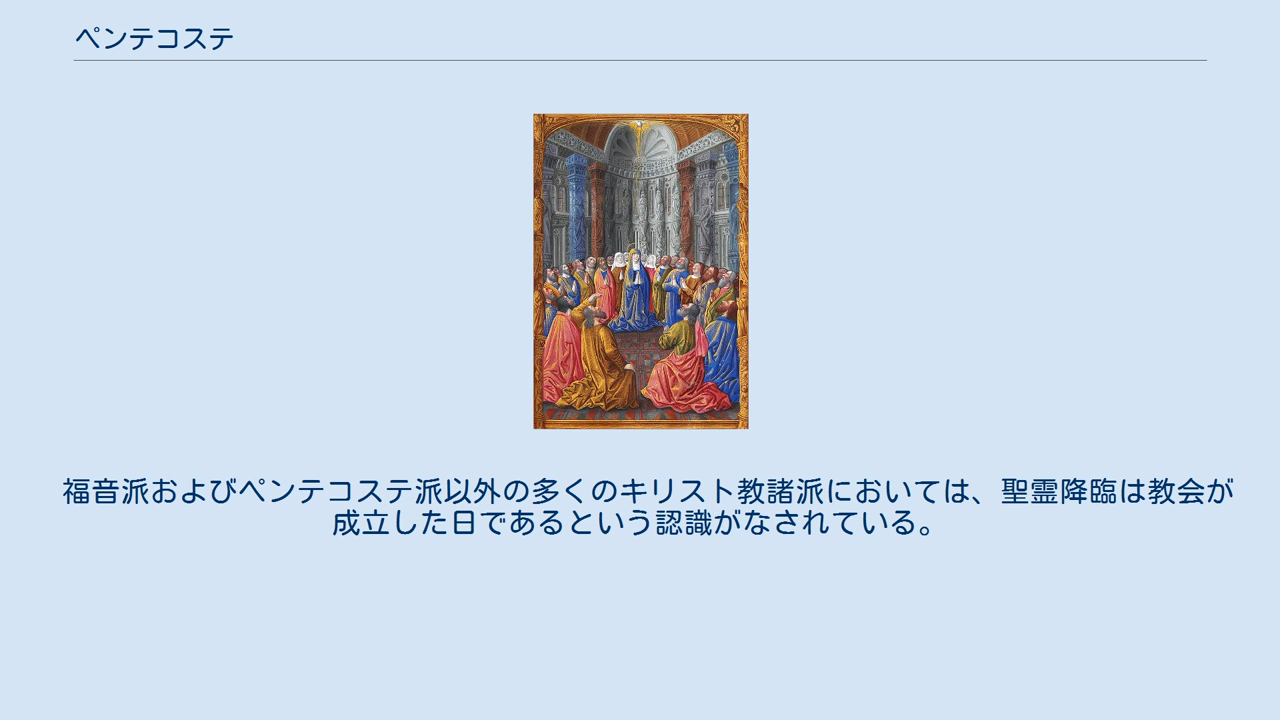 ペンテコステ
福音派およびペンテコステ派以外の多くのキリスト教諸派においては、聖霊降臨は教会が
成立した日であるという認識がなされている。